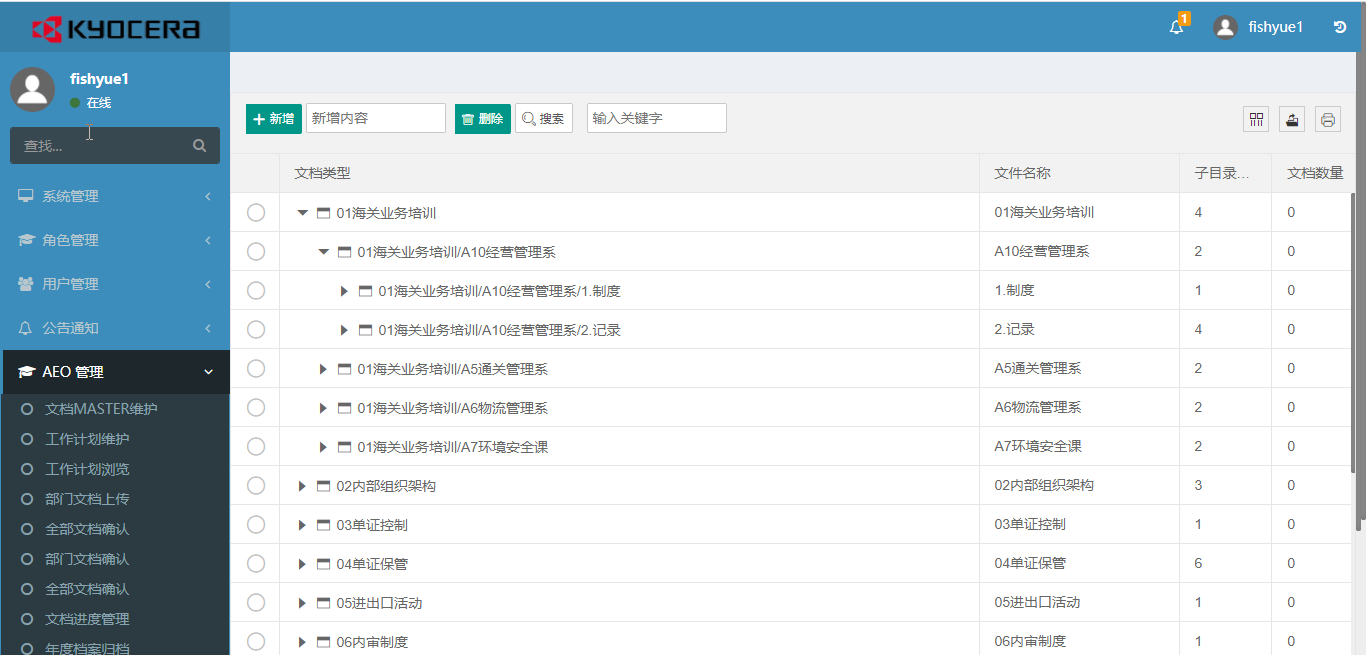 KYOCERA
1
fishyue1
fishyue1
在线
查找...
系统管理
角色管理
用户管理
公告通知
AEO 管理
文档MASTER维护
工作计划维护
工作计划浏览
部门文档上传
全部文档确认
部门文档确认
全部文档确认
文档进度管理
年度档案归档
新增 新增内容 删除 搜索 输入关键字
文档类型 文件名称 子目录... 文档数量
01海关业务培训 01海关业务培训 4 0
01海关业务培训/A10经营管理系 A10经营管理系 2 0
01海关业务培训/A10经营管理系/1.制度 1.制度 1 0
01海关业务培训/A10经营管理系/2.记录 2.记录 4 0
01海关业务培训/A5通关管理系 A5通关管理系 2 0
01海关业务培训/A6物流管理系 A6物流管理系 2 0
01海关业务培训/A7环境安全课 A7环境安全课 2 0
02内部组织架构 02内部组织架构 3 0
03单证控制 03单证控制 1 0
04单证保管 04单证保管 6 0
05进出口活动 05进出口活动 1 0
06内审制度 06内审制度 1 0